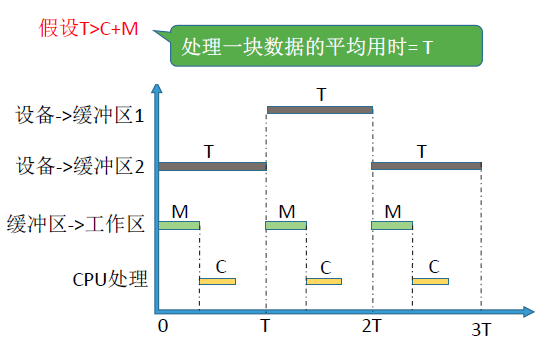 假设T>C+M
处理一块数据的平均用时= T
设备->缓冲区1
T
设备->缓冲区2
T
T
缓冲区->工作区
M
M
M
CPU处理
C
C
C
0
T
2T
3T